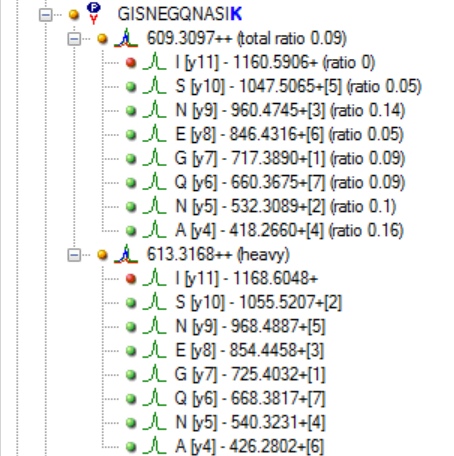 P
Y
GISNEGQNASIK
609.3097++ (total ratio 0.09)
I [y11] - 1160.5906+ (ratio 0)
S [y10] - 1047.5065+[5] (ratio 0.05)
N [y9] - 960.4745+[3] (ratio 0.14)
E [y8] - 846.4316+[6] (ratio 0.05)
G [y7] - 717.3890+[1] (ratio 0.09)
Q [y6] - 660.3675+[7] (ratio 0.09)
N [y5] - 532.3089+[2] (ratio 0.1)
A [y4] - 418.2660+[4] (ratio 0.16)
613.3168++ (heavy)
I [y11] - 1168.6048+
S [y10] - 1055.5207+[2]
N [y9] - 968.4887+[5]
E [y8] - 854.4458+[3]
G [y7] - 725.4032+[1]
Q [y6] - 668.3817+[7]
N [y5] - 540.3231+[4]
A [y4] - 426.2802+[6]